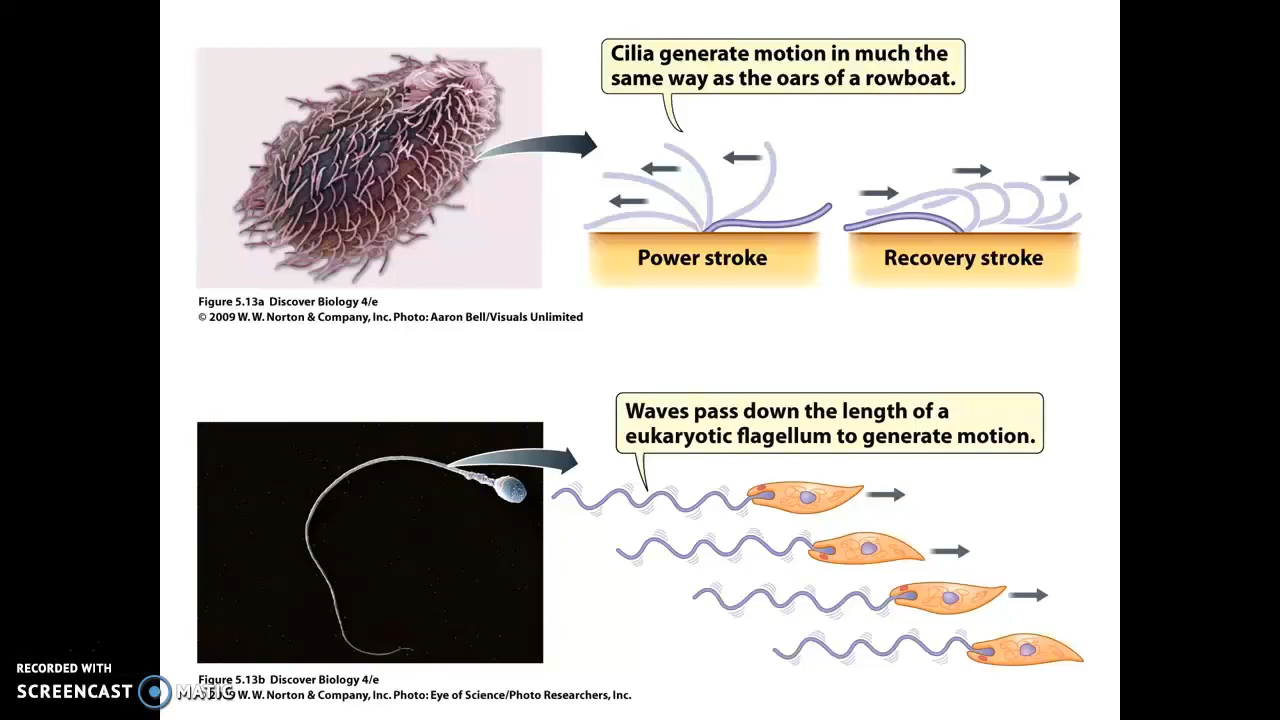 Cilia generate motion in much the
same way as the oars of a rowboat.
Power stroke
Recovery stroke
Figure 5.13a Discover Biology 4/e
© 2009 W. W. Norton & Company, Inc. Photo: Aaron Bell/Visuals Unlimited
Waves pass down the length of a
eukaryotic flagellum to generate motion.
Figure 5.13b Discover Biology 4/e
W. W. Norton & Company, Inc. Photo: Eye of Science/Photo Researchers, Inc.
RECORDED WITH
SCREENCAST MATIC